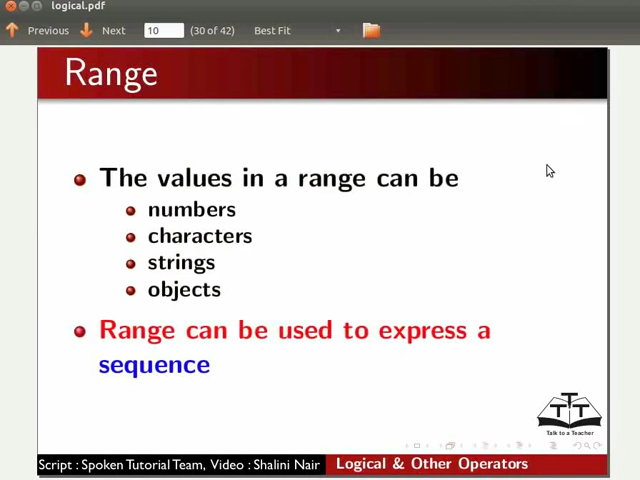 logical.pdf
Previous Next 10 (30 of 42) Best Fit
Range
The values in a range can be
numbers
characters
strings
objects
Range can be used to express a
sequence
TTT
Talk to a Teacher
Script : Spoken Tutorial Team, Video : Shalini Nair Logical & Other Operators